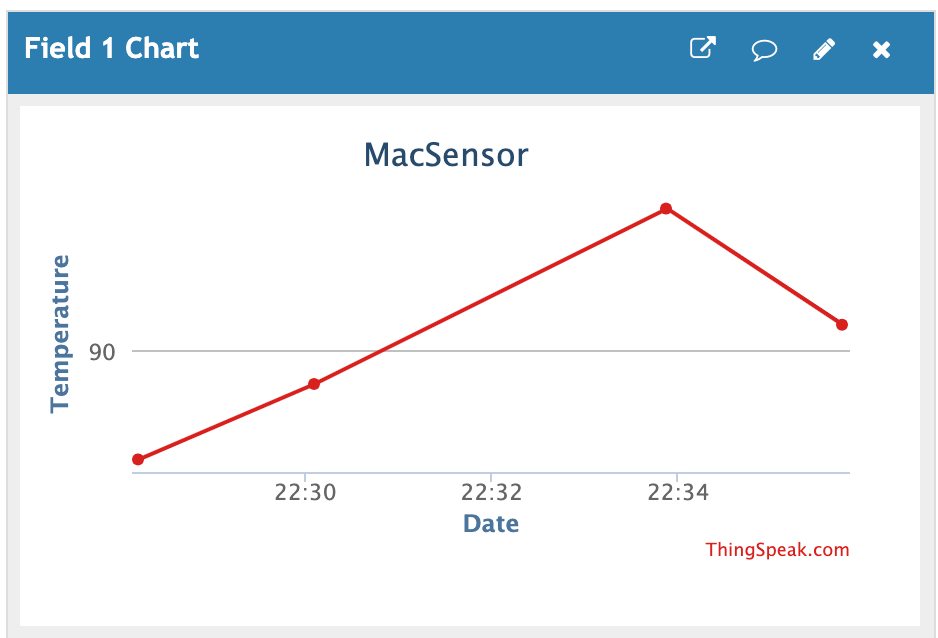 Field 1 Chart
MacSensor
Temperature
90
22:30 22:32 22:34
Date
ThingSpeak.com